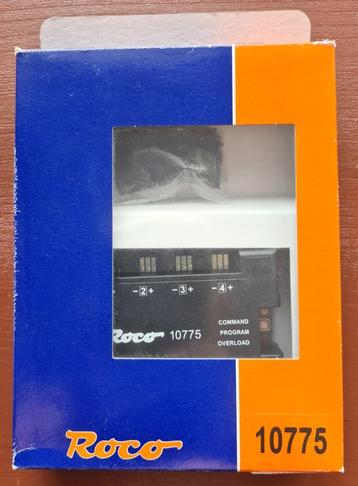 -2+ -3+ -4+
Roco 10775
COMMAND
PROGRAM
OVERLOAD
Roco
10775